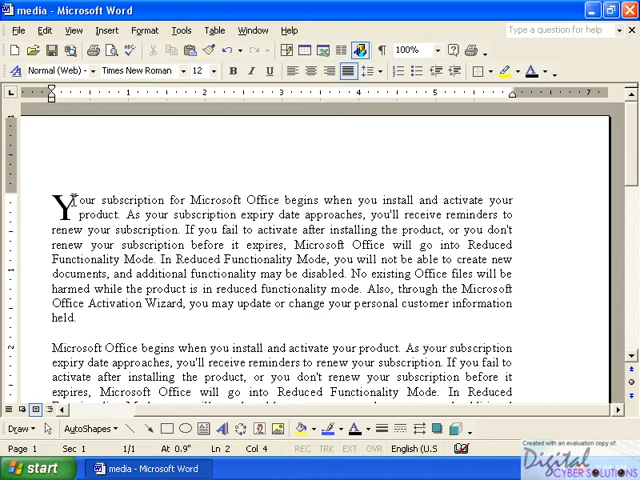 media - Microsoft Word
File Edit View Insert Format Tools Table Window Help Type a question for help
100%
Normal (Web) Times New Roman 12 B I U
1 2 3 4 5 7
Your subscription for Microsoft Office begins when you install and activate your
product. As your subscription expiry date approaches, you'll receive reminders to
renew your subscription. If you fail to activate after installing the product, or you don't
renew your subscription before it expires, Microsoft Office will go into Reduced
Functionality Mode. In Reduced Functionality Mode, you will not be able to create new
documents, and additional functionality may be disabled. No existing Office files will be
harmed while the product is in reduced functionality mode. Also, through the Microsoft
Office Activation Wizard, you may update or change your personal customer information
held.
Microsoft Office begins when you install and activate your product. As your subscription
expiry date approaches, you'll receive reminders to renew your subscription. If you fail to
activate after installing the product, or you don't renew your subscription before it
expires, Microsoft Office will go into Reduced Functionality Mode. In Reduced
Draw AutoShapes
Page 1 Sec 1 1/1 At 0.9" Ln 2 Col 4 REC TRK EXT OVR English (U.S
start media - Microsoft Word
Created with an evaluation copy of
Digital
CYBER SOLUTIONS